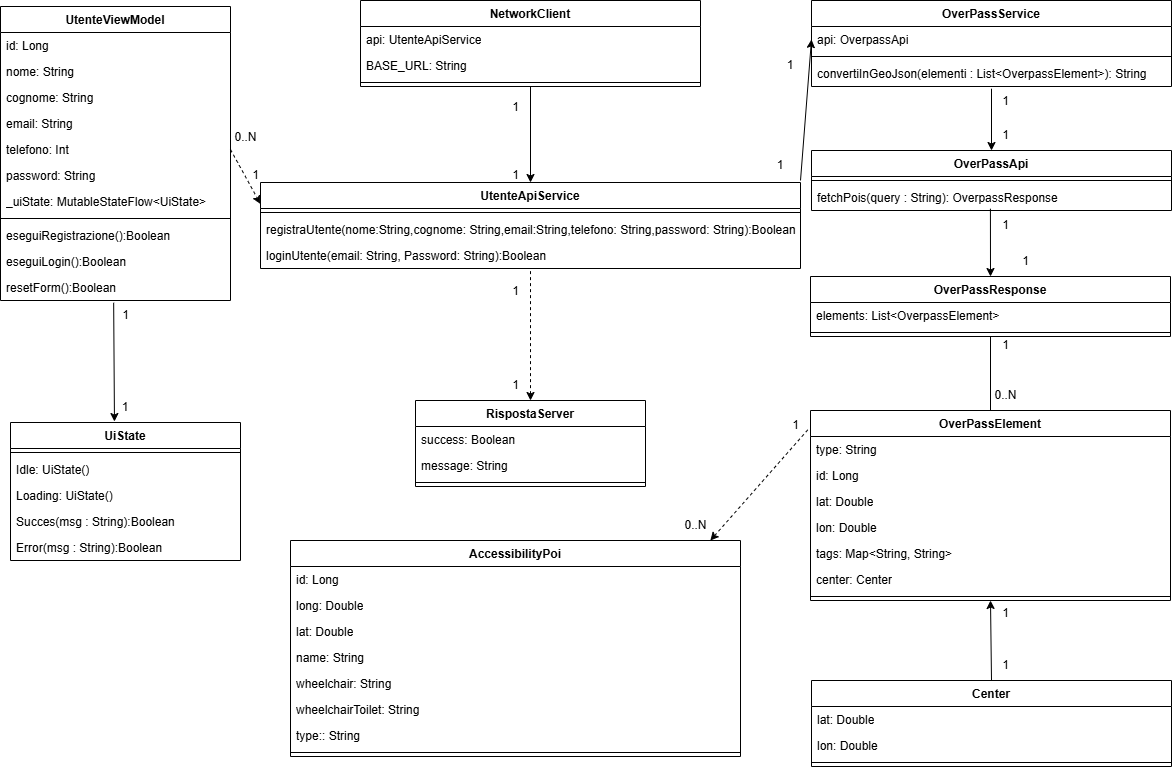 UtenteViewModel
id: Long
nome: String
cognome: String
email: String
telefono: Int
password: String
_uiState: MutableStateFlow<UiState>
eseguiRegistrazione():Boolean
eseguiLogin():Boolean
resetForm():Boolean
1
1
UiState
Idle: UiState()
Loading: UiState()
Succes(msg : String):Boolean
Error(msg : String):Boolean
0..N
1
NetworkClient
api: UtenteApiService
BASE_URL: String
1
1
UtenteApiService
registraUtente(nome:String,cognome: String,email:String,telefono: String,password: String):Boolean
loginUtente(email: String, Password: String):Boolean
1
1
RispostaServer
success: Boolean
message: String
1
1
OverPassService
api: OverpassApi
convertiInGeoJson(elementi : List<OverpassElement>): String
1
1
OverPassApi
fetchPois(query : String): OverpassResponse
1
1
OverPassResponse
elements: List<OverpassElement>
1
0..N
OverPassElement
type: String
id: Long
lat: Double
lon: Double
tags: Map<String, String>
center: Center
1
0..N
AccessibilityPoi
id: Long
long: Double
lat: Double
name: String
wheelchair: String
wheelchairToilet: String
type:: String
1
1
Center
lat: Double
lon: Double